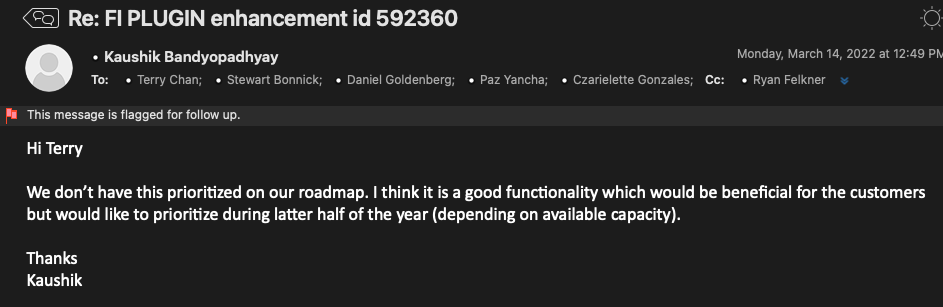 Re: FI PLUGIN enhancement id 592360
• Kaushik Bandyopadhyay
Monday, March 14, 2022 at 12:49 PM
To: • Terry Chan; • Stewart Bonnick; • Daniel Goldenberg; • Paz Yancha; • Czarielette Gonzales; Cc: • Ryan Felkner
This message is flagged for follow up.
Hi Terry
We don’t have this prioritized on our roadmap. I think it is a good functionality which would be beneficial for the customers
but would like to prioritize during latter half of the year (depending on available capacity).
Thanks
Kaushik